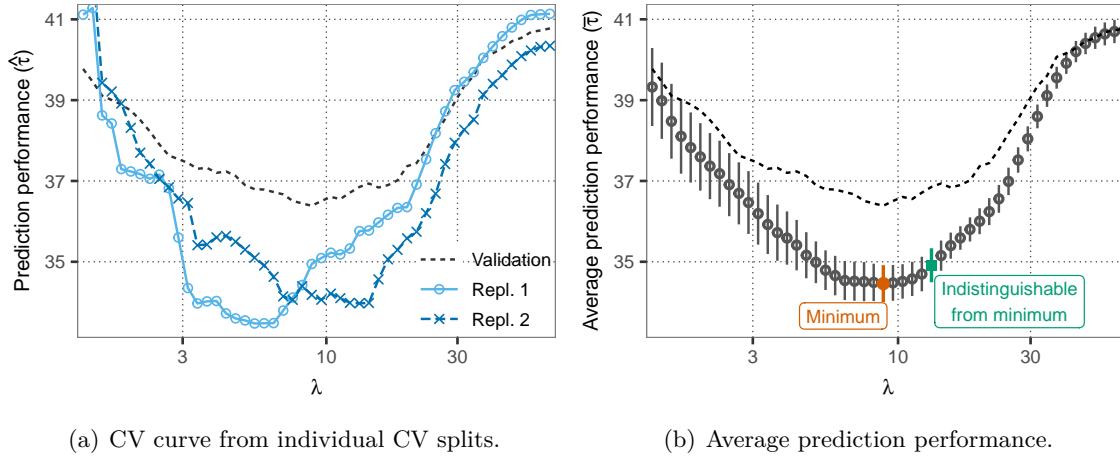 41
39
37
35
3
10
30
Prediction performance (τ̂)
λ
Validation
Repl. 1
Repl. 2
(a) CV curve from individual CV splits.
41
39
37
35
3
10
30
Average prediction performance (τ̅)
λ
Minimum
Indistinguishable
from minimum
(b) Average prediction performance.